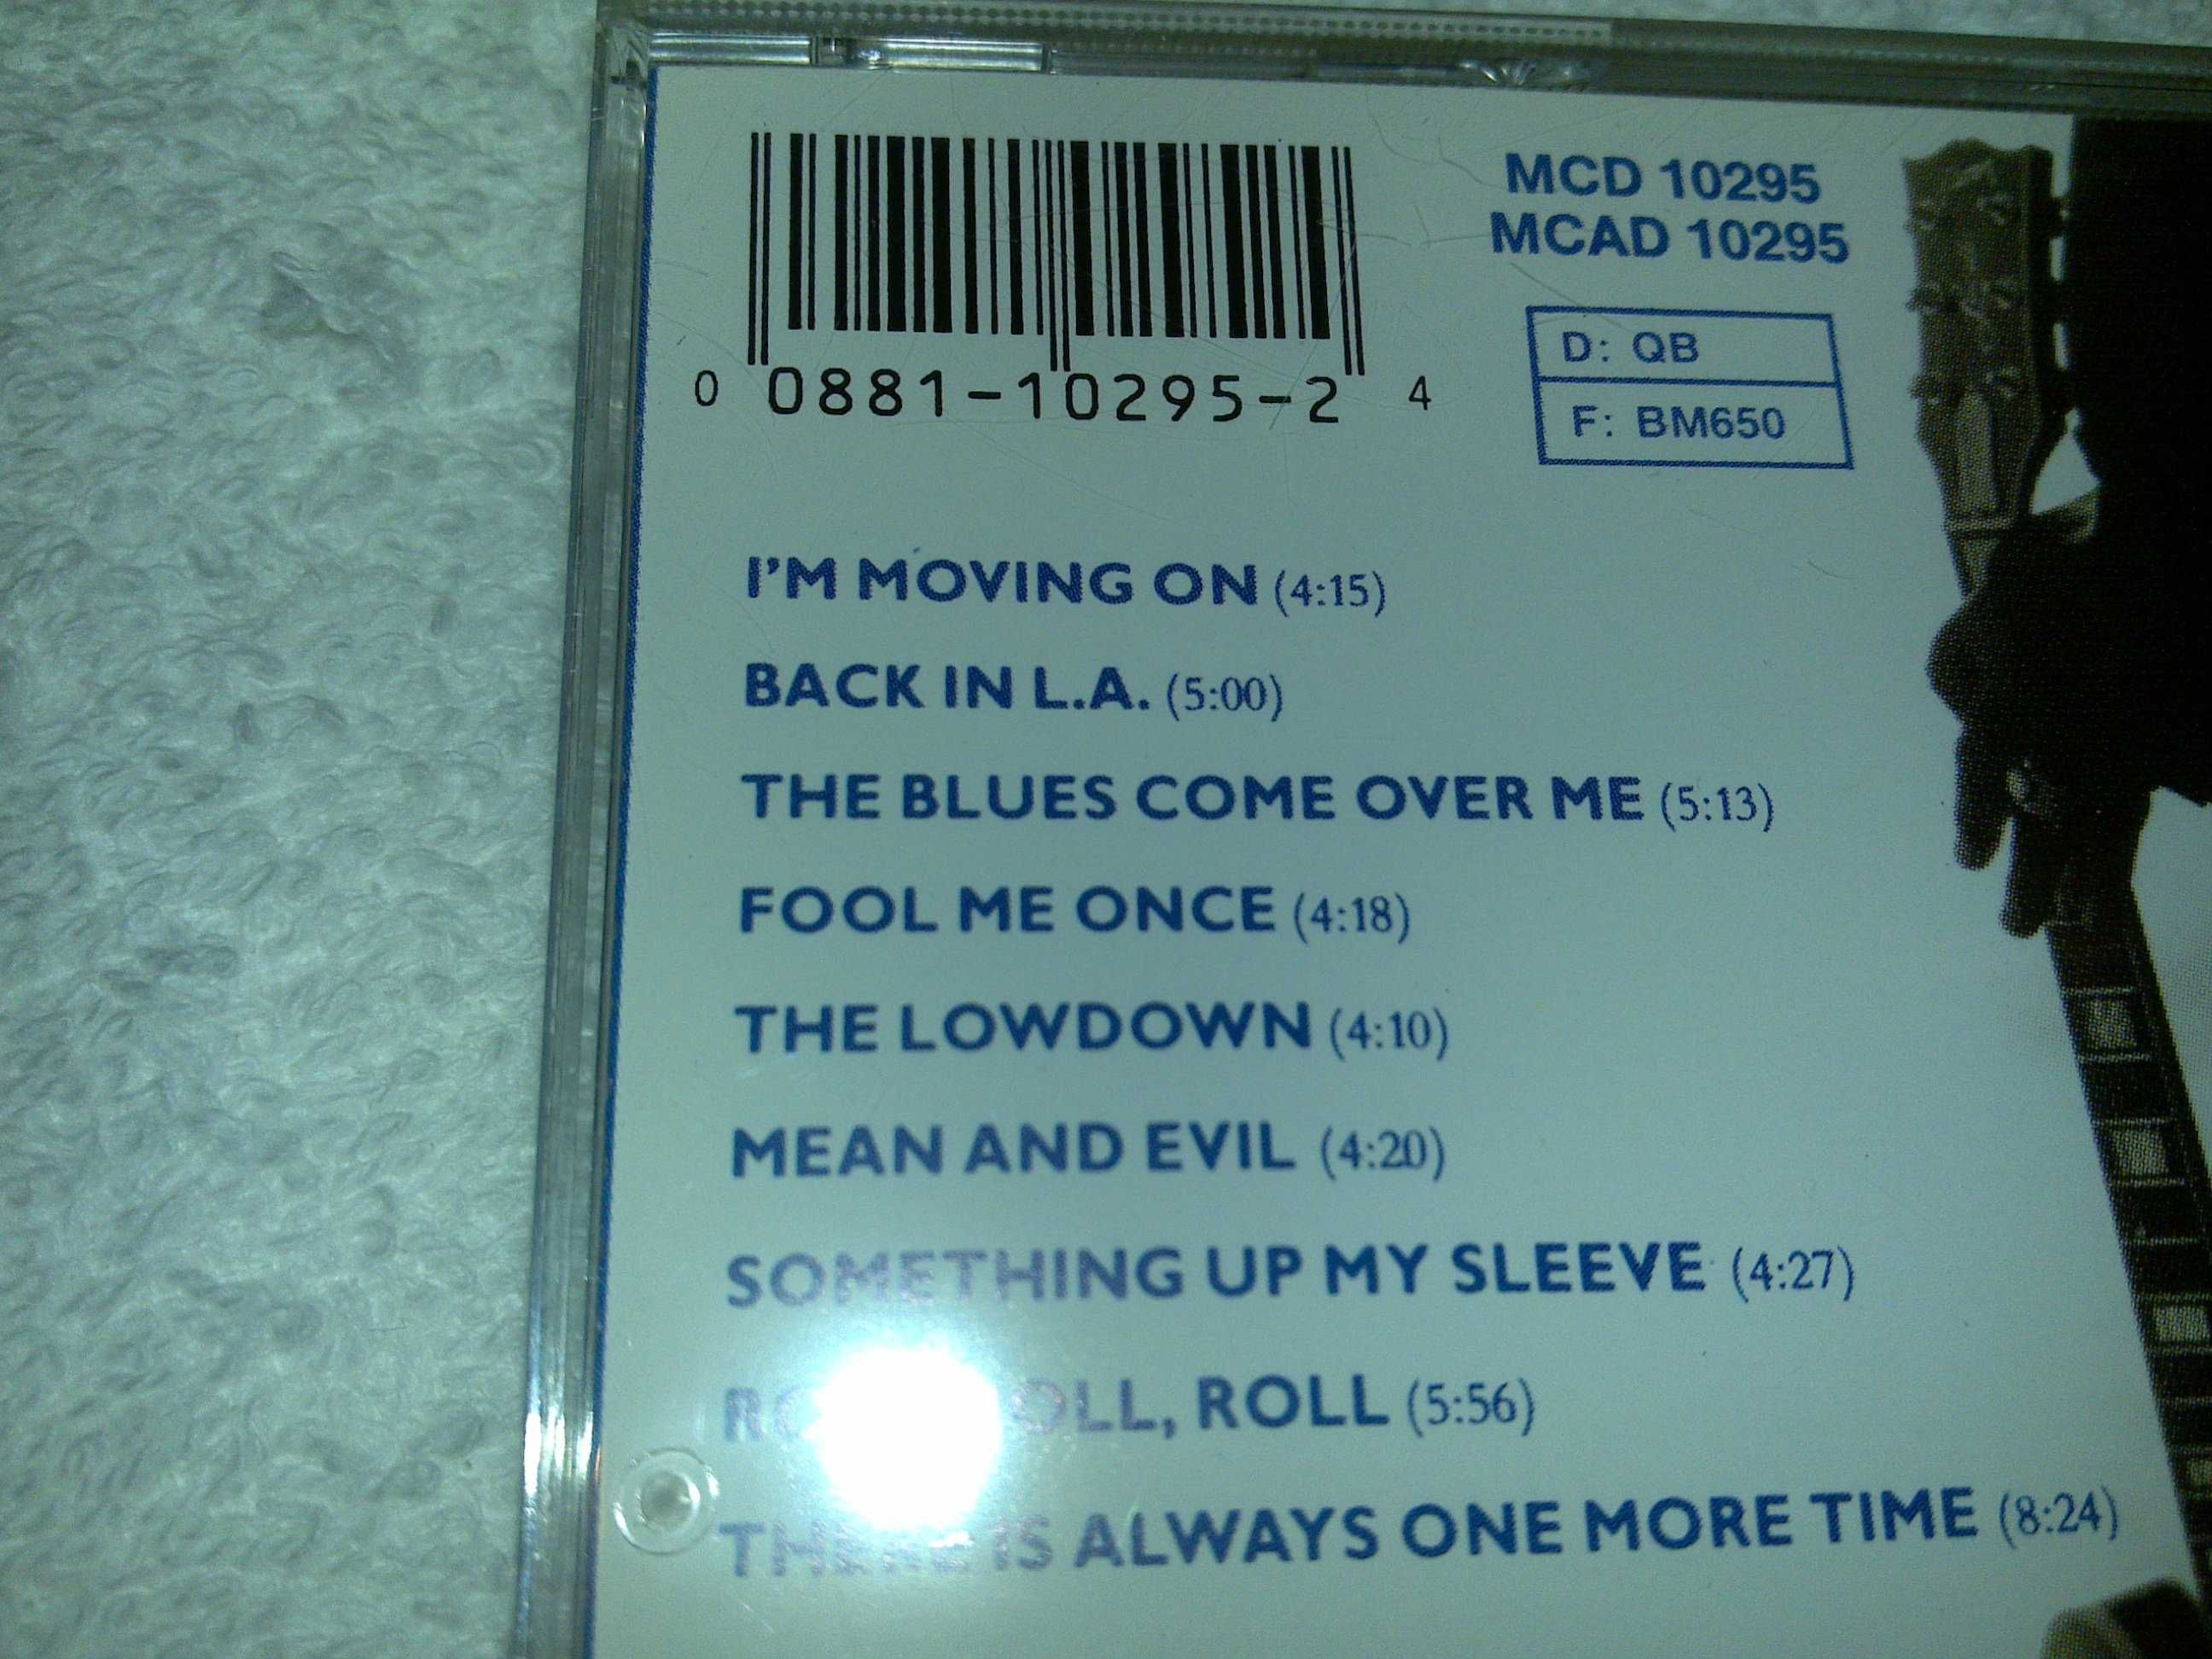 MCD 10295
MCAD 10295
D: QB
F: BM650
0 0881-10295-2 4
I'M MOVING ON (4:15)
BACK IN L.A. (5:00)
THE BLUES COME OVER ME (5:13)
FOOL ME ONCE (4:18)
THE LOWDOWN (4:10)
MEAN AND EVIL (4:20)
SOMETHING UP MY SLEEVE (4:27)
ROLL (5:56)
THERE IS ALWAYS ONE MORE TIME (8:24)